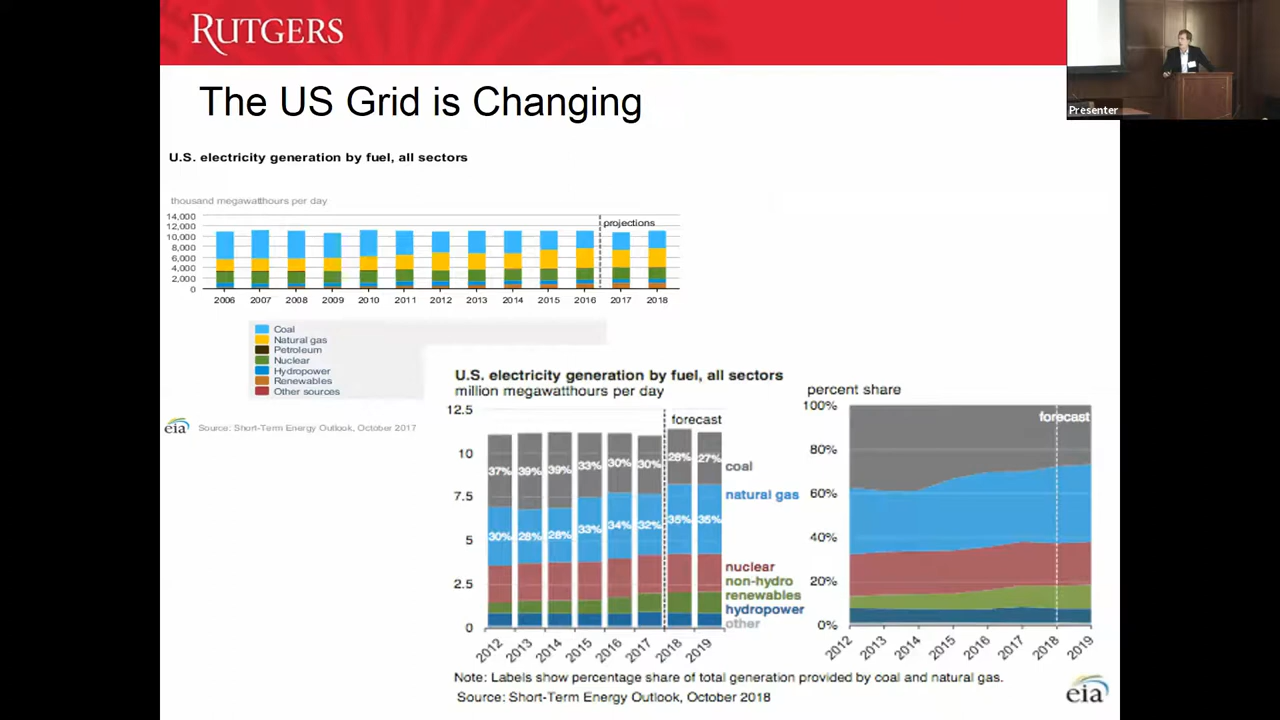 RUTGERS
Presenter
The US Grid is Changing
U.S. electricity generation by fuel, all sectors
thousand megawatthours per day
14,000
12,000
10,000
8,000
6,000
4,000
2,000
0
projections
2006 2007 2008 2009 2010 2011 2012 2013 2014 2015 2016 2017 2018
Coal
Natural gas
Petroleum
Nuclear
Hydropower
Renewables
Other sources
eia Source: Short-Term Energy Outlook, October 2017
U.S. electricity generation by fuel, all sectors
million megawatthours per day
12.5
10
7.5
5
2.5
0
forecast
37% 39% 39% 33% 30% 30% 28% 27%
coal
30% 28% 28% 33% 34% 32% 35% 35%
natural gas
nuclear
non-hydro
renewables
hydropower
other
2012 2013 2014 2015 2016 2017 2018 2019
percent share
100%
80%
60%
40%
20%
0%
forecast
2012 2013 2014 2015 2016 2017 2018 2019
Note: Labels show percentage share of total generation provided by coal and natural gas.
Source: Short-Term Energy Outlook, October 2018
eia